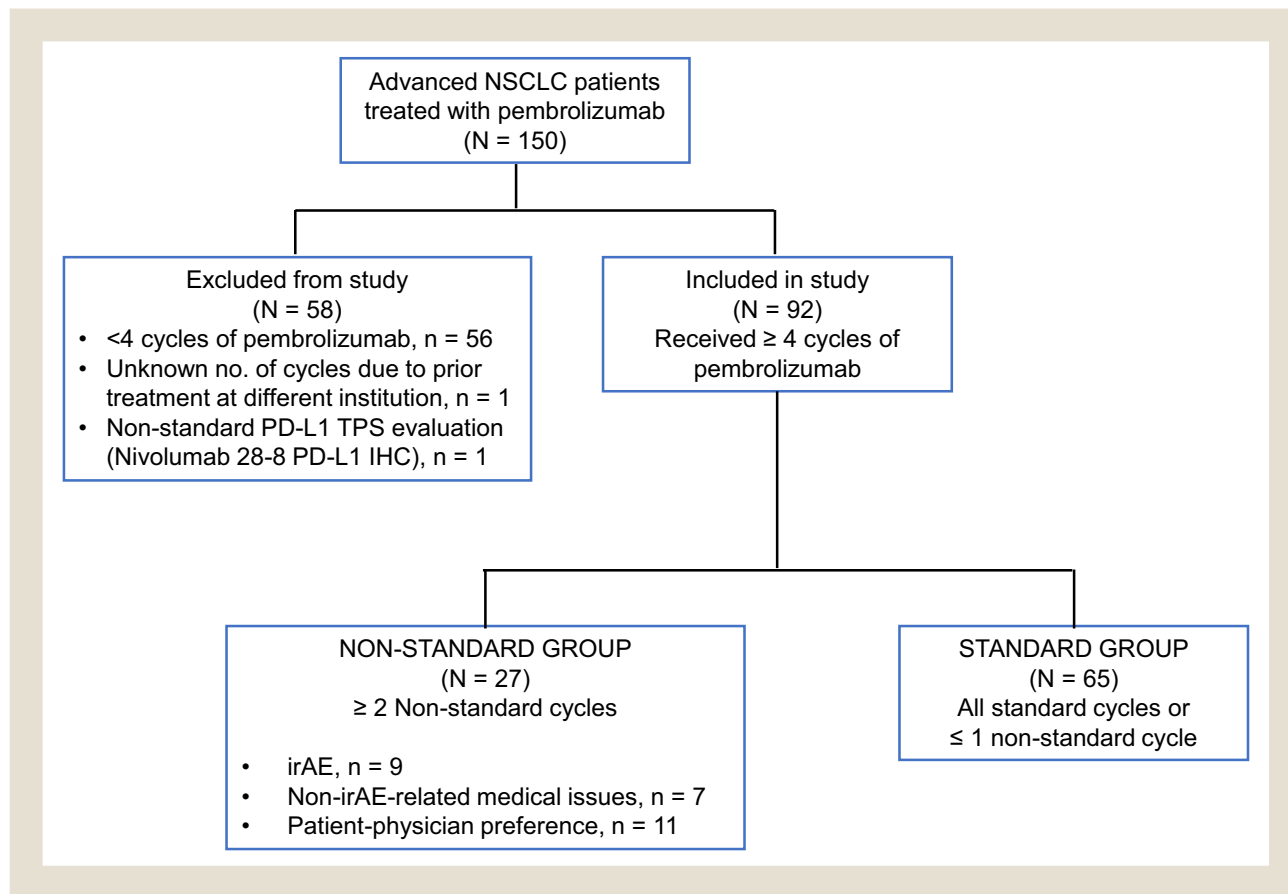 Advanced NSCLC patients
treated with pembrolizumab
(N = 150)
Excluded from study
(N = 58)
• <4 cycles of pembrolizumab, n = 56
• Unknown no. of cycles due to prior
treatment at different institution, n = 1
• Non-standard PD-L1 TPS evaluation
(Nivolumab 28-8 PD-L1 IHC), n = 1
Included in study
(N = 92)
Received ≥ 4 cycles of
pembrolizumab
NON-STANDARD GROUP
(N = 27)
≥ 2 Non-standard cycles
• irAE, n = 9
• Non-irAE-related medical issues, n = 7
• Patient-physician preference, n = 11
STANDARD GROUP
(N = 65)
All standard cycles or
≤ 1 non-standard cycle